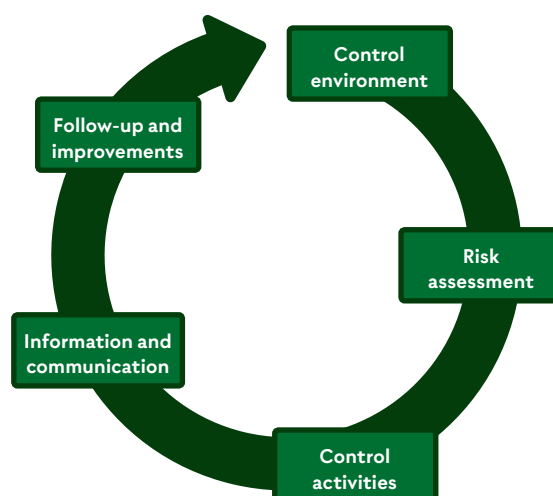 Control
environment
Risk
assessment
Control
activities
Information and
communication
Follow-up and
improvements